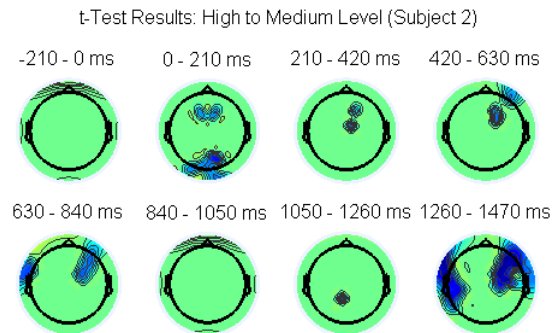 t-Test Results: High to Medium Level (Subject 2)
-210 - 0 ms 0 - 210 ms 210 - 420 ms 420 - 630 ms
630 - 840 ms 840 - 1050 ms 1050 - 1260 ms 1260 - 1470 ms